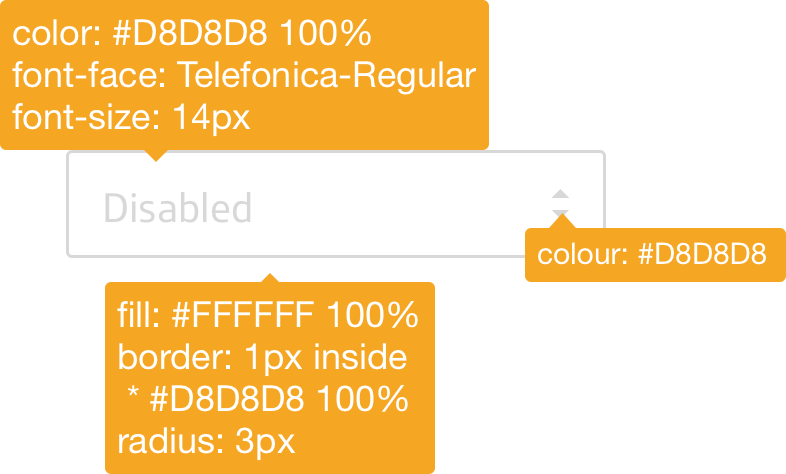 color: #D8D8D8 100%
font-face: Telefonica-Regular
font-size: 14px
Disabled
colour: #D8D8D8
fill: #FFFFFF 100%
border: 1px inside
* #D8D8D8 100%
radius: 3px